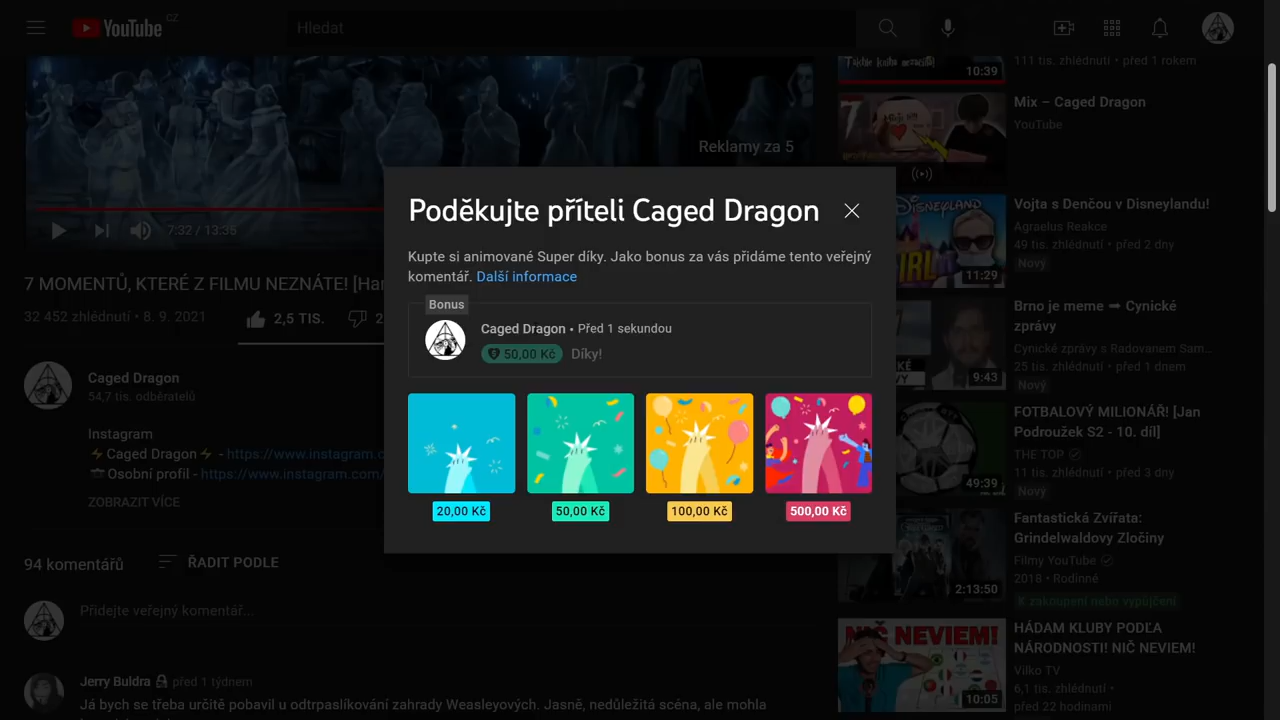 YouTube CZ
Hledat
Reklamy za 5
7:32 / 13:35
7 MOMENTŮ, KTERÉ Z FILMU NEZNÁTE! [Har
32 452 zhlédnutí • 8. 9. 2021
2,5 TIS.
2
Caged Dragon
54,7 tis. odběratelů
Instagram
⚡Caged Dragon⚡ - https://www.instagram.c
Osobní profil - https://www.instagram.com/
ZOBRAZIT VÍCE
94 komentářů
ŘADIT PODLE
Přidejte veřejný komentář...
Jerry Buldra před 1 týdnem
Já bych se třeba určitě pobavil u odtrpaslíkování zahrady Weasleyových. Jasně, nedůležitá scéna, ale mohla
Poděkujte příteli Caged Dragon
Kupte si animované Super díky. Jako bonus za vás přidáme tento veřejný
komentář. Další informace
Bonus
Caged Dragon • Před 1 sekundou
50,00 Kč Díky!
20,00 Kč
50,00 Kč
100,00 Kč
500,00 Kč
111 tis. zhlédnutí • před 1 rokem
10:39
Mix – Caged Dragon
YouTube
Vojta s Denčou v Disneylandu!
Agraelus Reakce
49 tis. zhlédnutí • před 2 dny
Nový
DISNEYLAND
11:29
Brno je meme ➡ Cynické
zprávy
Cynické zprávy s Radovanem Sam...
25 tis. zhlédnutí • před 1 dnem
Nový
9:43
FOTBALOVÝ MILIONÁŘ! [Jan
Podroužek S2 - 10. díl]
THE TOP
11 tis. zhlédnutí • před 3 dny
Nový
49:39
Fantastická Zvířata:
Grindelwaldovy Zločiny
Filmy YouTube
2018 • Rodinné
K zakoupení nebo vypůjčení
2:13:50
HÁDAM KLUBY PODĽA
NÁRODNOSTI! NIČ NEVIEM!
Vilko TV
6,1 tis. zhlédnutí •
před 22 hodinami
NIČ NEVIEM!
10:05